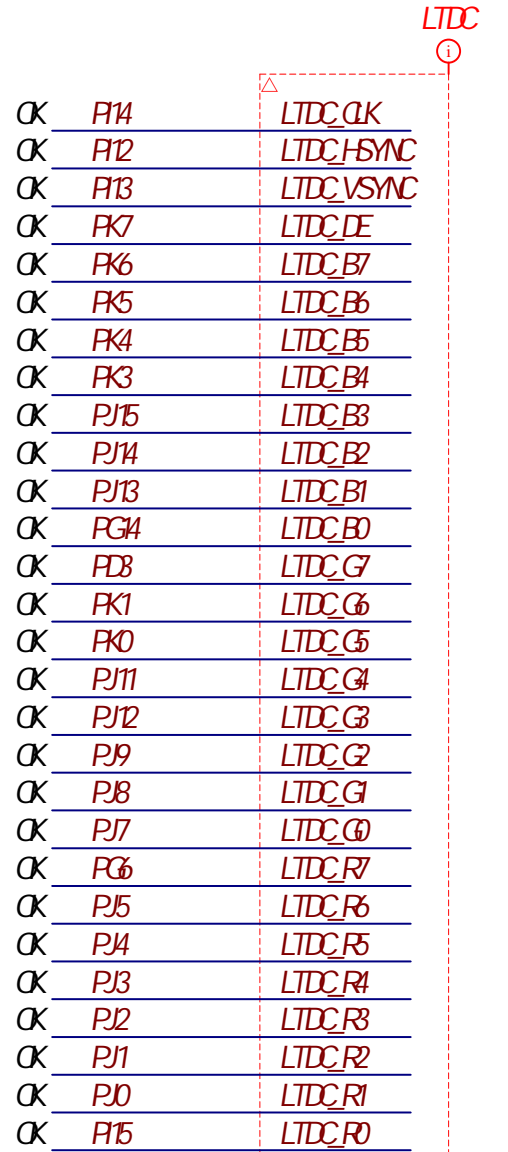 LTDC
i
OK PI14 LTDC_CLK
OK PI12 LTDC_HSYNC
OK PI13 LTDC_VSYNC
OK PK7 LTDC_DE
OK PK6 LTDC_B7
OK PK5 LTDC_B6
OK PK4 LTDC_B5
OK PK3 LTDC_B4
OK PJ15 LTDC_B3
OK PJ14 LTDC_B2
OK PJ13 LTDC_B1
OK PG14 LTDC_B0
OK PD3 LTDC_G7
OK PK1 LTDC_G6
OK PK0 LTDC_G5
OK PJ11 LTDC_G4
OK PJ12 LTDC_G3
OK PJ9 LTDC_G2
OK PJ8 LTDC_G1
OK PJ7 LTDC_G0
OK PG6 LTDC_R7
OK PJ5 LTDC_R6
OK PJ4 LTDC_R5
OK PJ3 LTDC_R4
OK PJ2 LTDC_R3
OK PJ1 LTDC_R2
OK PJ0 LTDC_R1
OK PI15 LTDC_R0